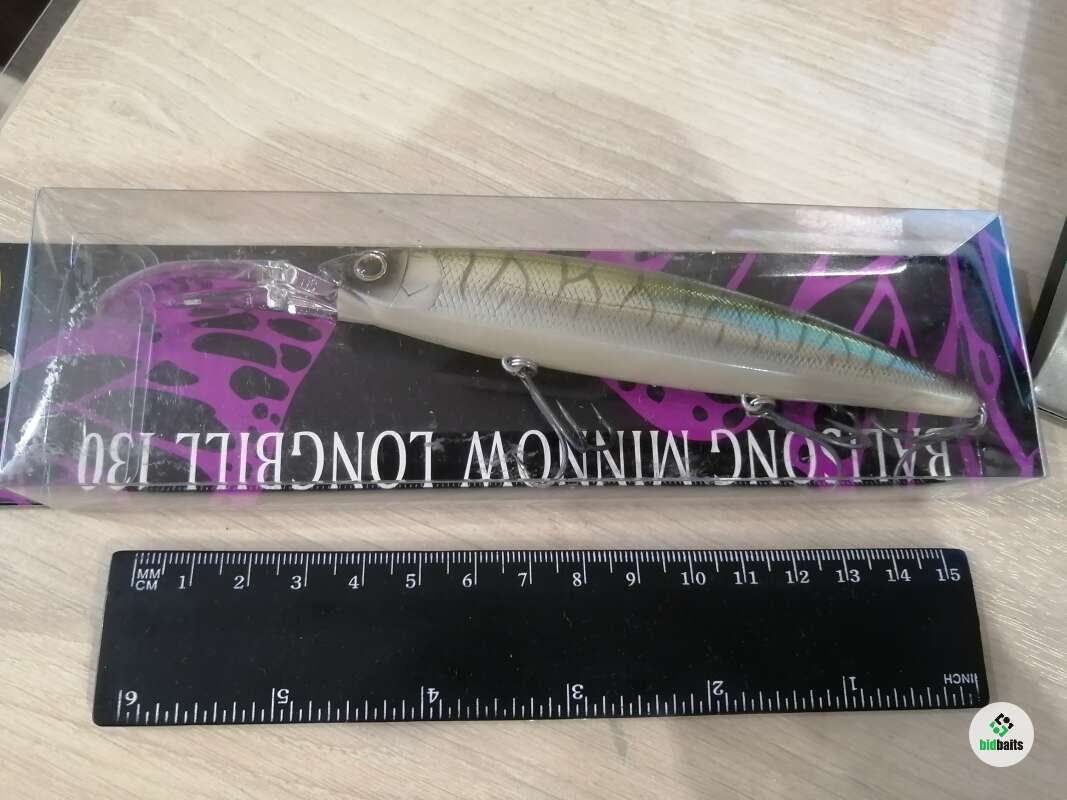 BALISONG MINNOW LONGBILL 130
MM 1 2 3 4 5 6 7 8 9 10 11 12 13 14 15
CM
6 5 4 3 2 1 INCH
bidbaits